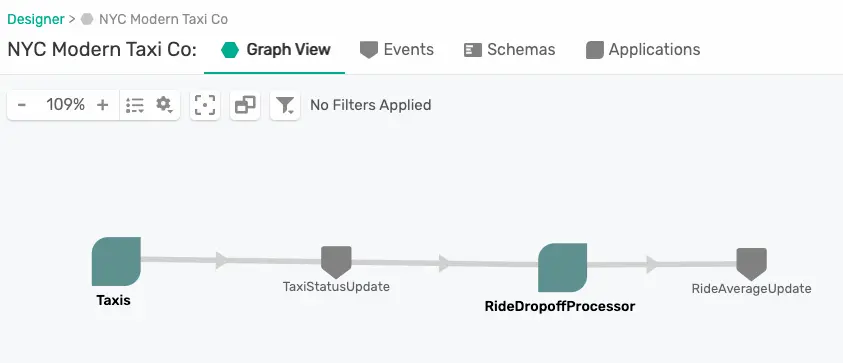 Designer > NYC Modern Taxi Co
NYC Modern Taxi Co: Graph View Events Schemas Applications
- 109% + No Filters Applied
TaxiStatusUpdate RideAverageUpdate
Taxis RideDropoffProcessor